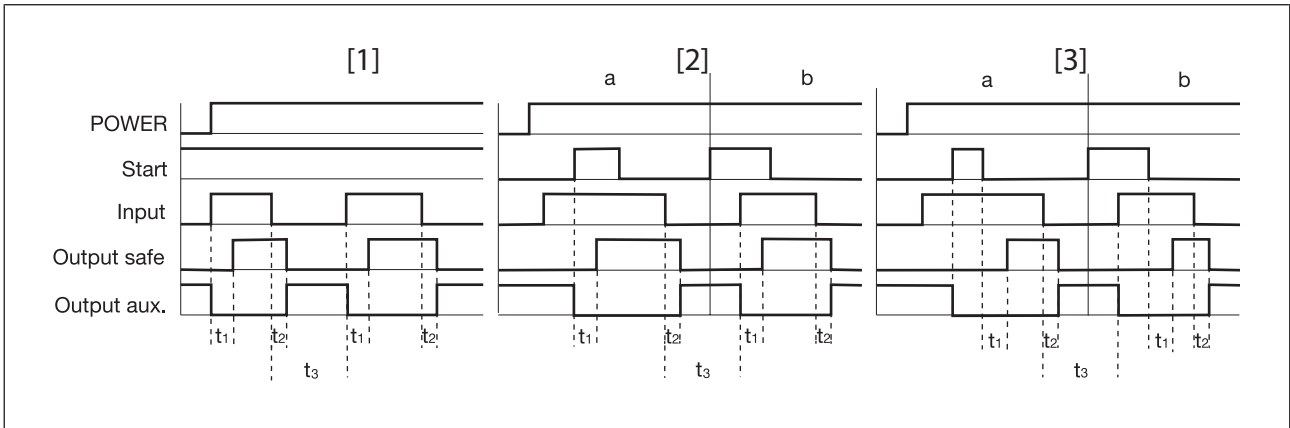 [1] [2] [3]
a b a b
POWER
Start
Input
Output safe
Output aux.
t1 t2 t1 t2 t1 t2 t1 t2 t1 t2 t1 t2
t3 t3 t3